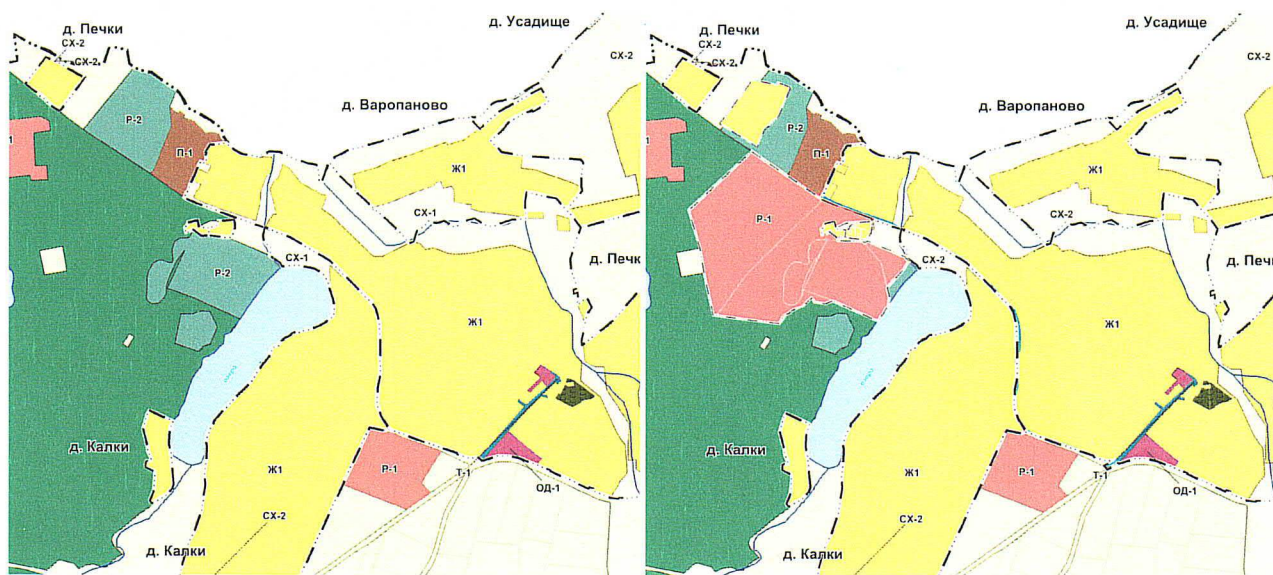 д. Печки
СХ-2
СХ-2
Р-2
П-1
д. Усадище
СХ-2
д. Варопаново
Ж1
СХ-1
СХ-1
Р-2
д. Печк
Ж1
д. Калки
Ж1
Р-1
Т-1
ОД-1
СХ-2
д. Калки
д. Печки
СХ-2
СХ-2
Р-2
П-1
д. Усадище
СХ-2
д. Варопаново
Ж1
Р-1
СХ-2
СХ-2
д. Печк
Ж1
д. Калки
Ж1
Р-1
Т-1
ОД-1
СХ-2
д. Калки